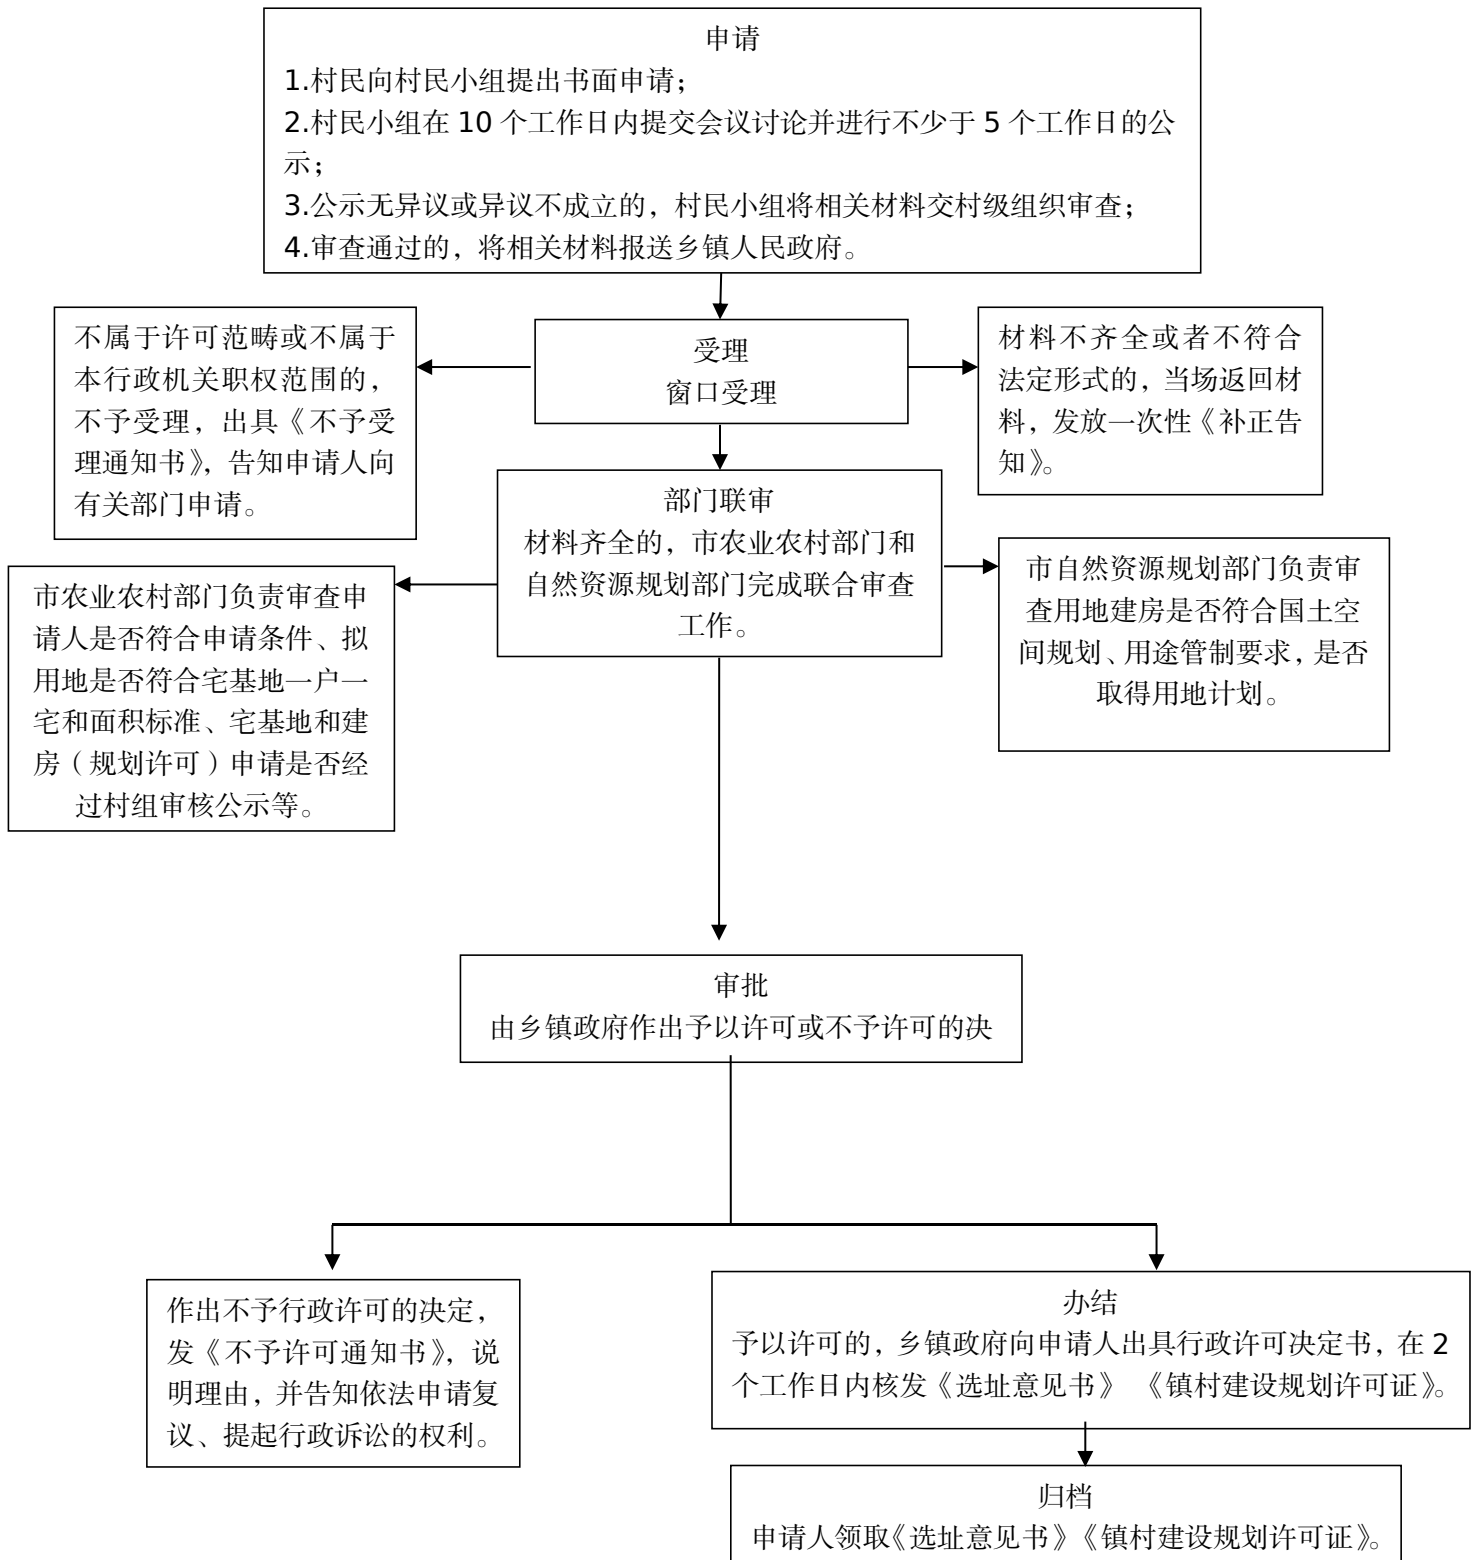 申请
1.村民向村民小组提出书面申请；
2.村民小组在 10 个工作日内提交会议讨论并进行不少于 5 个工作日的公
示；
3.公示无异议或异议不成立的，村民小组将相关材料交村级组织审查；
4.审查通过的，将相关材料报送乡镇人民政府。
不属于许可范畴或不属于
本行政机关职权范围的，
不予受理，出具《不予受
理通知书》，告知申请人向
有关部门申请。
受理
窗口受理
材料不齐全或者不符合
法定形式的，当场返回材
料，发放一次性《补正告
知》。
部门联审
材料齐全的，市农业农村部门和
自然资源规划部门完成联合审查
工作。
市农业农村部门负责审查申
请人是否符合申请条件、拟
用地是否符合宅基地一户一
宅和面积标准、宅基地和建
房（规划许可）申请是否经
过村组审核公示等。
市自然资源规划部门负责审
查用地建房是否符合国土空
间规划、用途管制要求，是否
取得用地计划。
审批
由乡镇政府作出予以许可或不予许可的决
作出不予行政许可的决定，
发《不予许可通知书》，说
明理由，并告知依法申请复
议、提起行政诉讼的权利。
办结
予以许可的，乡镇政府向申请人出具行政许可决定书，在 2
个工作日内核发《选址意见书》 《镇村建设规划许可证》。
归档
申请人领取《选址意见书》《镇村建设规划许可证》。